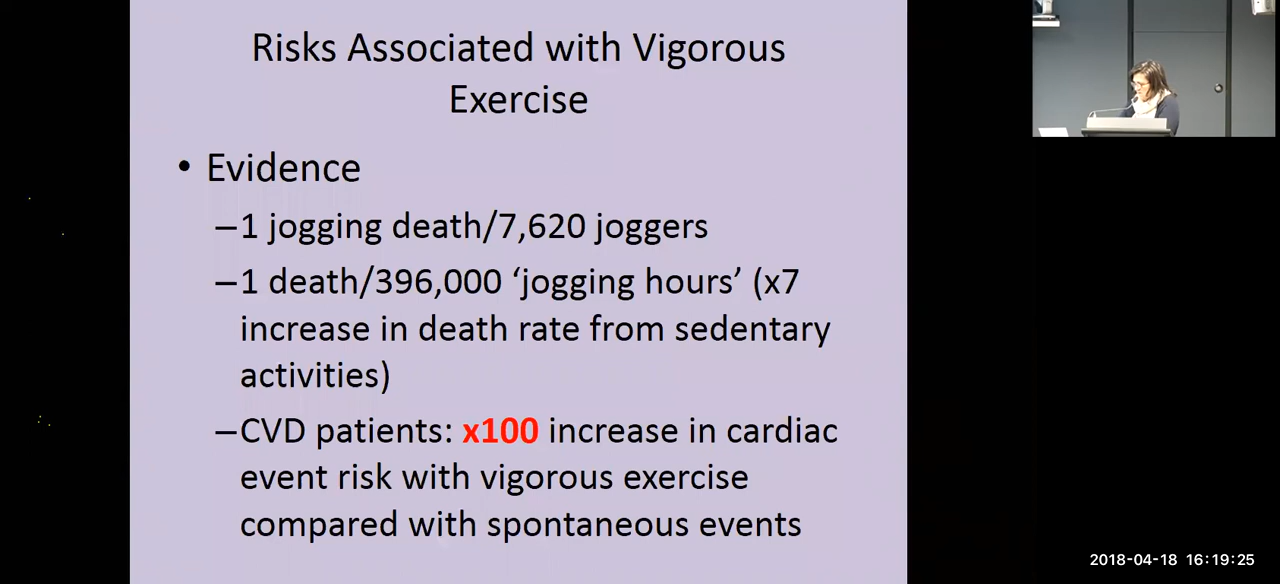 Risks Associated with Vigorous
Exercise
• Evidence
–1 jogging death/7,620 joggers
–1 death/396,000 ‘jogging hours’ (x7
increase in death rate from sedentary
activities)
–CVD patients: x100 increase in cardiac
event risk with vigorous exercise
compared with spontaneous events
2018-04-18 16:19:25